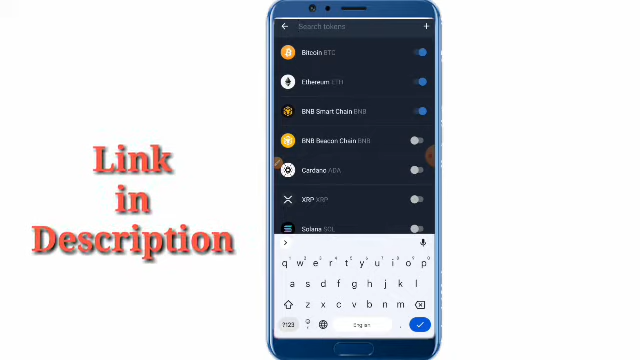 Link
in
Description
Search tokens
Bitcoin BTC
Ethereum ETH
BNB Smart Chain BNB
BNB Beacon Chain BNB
Cardano ADA
XRP XRP
Solana SOL
q w e r t y u i o p
a s d f g h j k l
z x c v b n m
?123 , English .